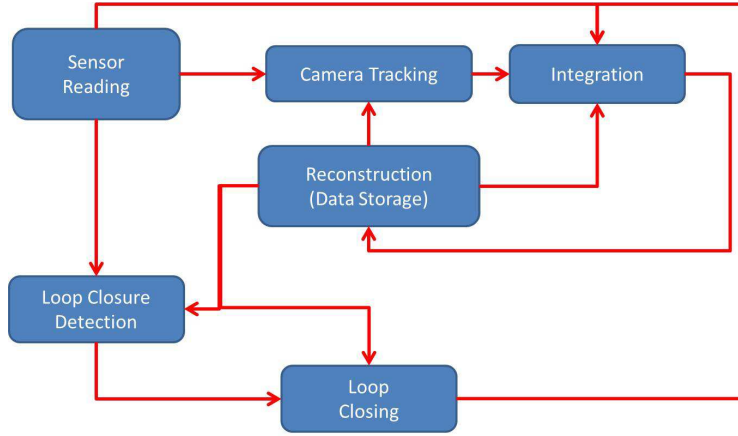 Sensor
Reading
Camera Tracking
Integration
Reconstruction
(Data Storage)
Loop Closure
Detection
Loop
Closing